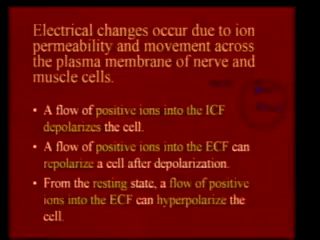 Electrical changes occur due to ion
permeability and movement across
the plasma membrane of nerve and
muscle cells.
• A flow of positive ions into the ICF
depolarizes the cell.
• A flow of positive ions into the ECF can
repolarize a cell after depolarization.
• From the resting state, a flow of positive
ions into the ECF can hyperpolarize the
cell.